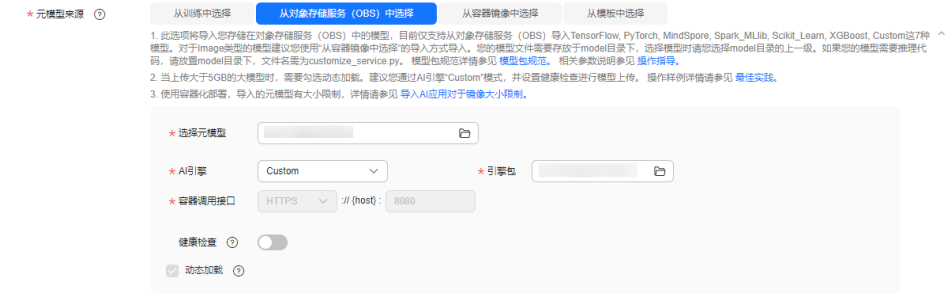 * 元模型来源 ? 从训练中选择 从对象存储服务（OBS）中选择 从容器镜像中选择 从模板中选择
1. 此选项将导入您存储在对象存储服务（OBS）中的模型，目前仅支持从对象存储服务（OBS）导入TensorFlow, PyTorch, MindSpore, Spark_MLlib, Scikit_Learn, XGBoost, Custom这7种
模型。对于Image类型的模型建议您使用“从容器镜像中选择”的导入方式导入。您的模型文件需要存放于model目录下，选择模型时请您选择model目录的上一级。如果您的模型需要推理代
码，请放置model目录下，文件名需为customize_service.py。 模型包规范详情参见 模型包规范。 相关参数说明参见 操作指导。
2. 当上传大于5GB的大模型时，需要勾选动态加载。建议您通过AI引擎“Custom”模式，并设置健康检查进行模型上传。 操作样例详情请参见 最佳实践。
3. 使用容器化部署，导入的元模型有大小限制，详情请参见 导入AI应用对于镜像大小限制。
* 选择元模型
* AI引擎 Custom * 引擎包
* 容器调用接口 HTTPS :// {host} : 8080
健康检查 ?
动态加载 ?